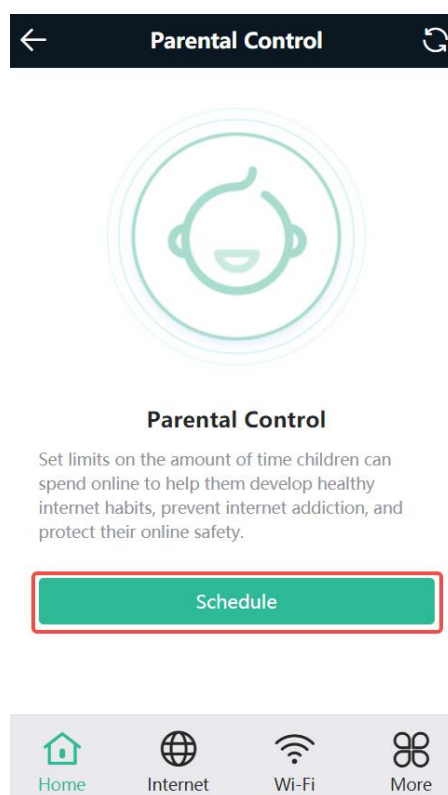 Parental Control
Parental Control
Set limits on the amount of time children can
spend online to help them develop healthy
internet habits, prevent internet addiction, and
protect their online safety.
Schedule
Home Internet Wi-Fi More